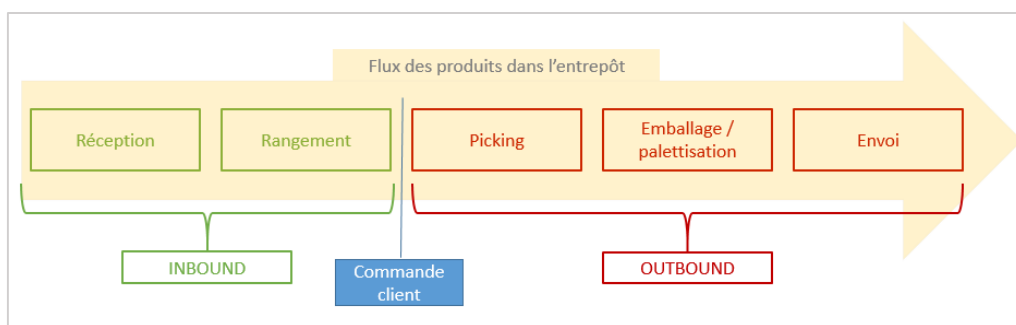 Flux des produits dans l’entrepôt
Réception
Rangement
Picking
Emballage /
palettisation
Envoi
INBOUND
Commande
client
OUTBOUND